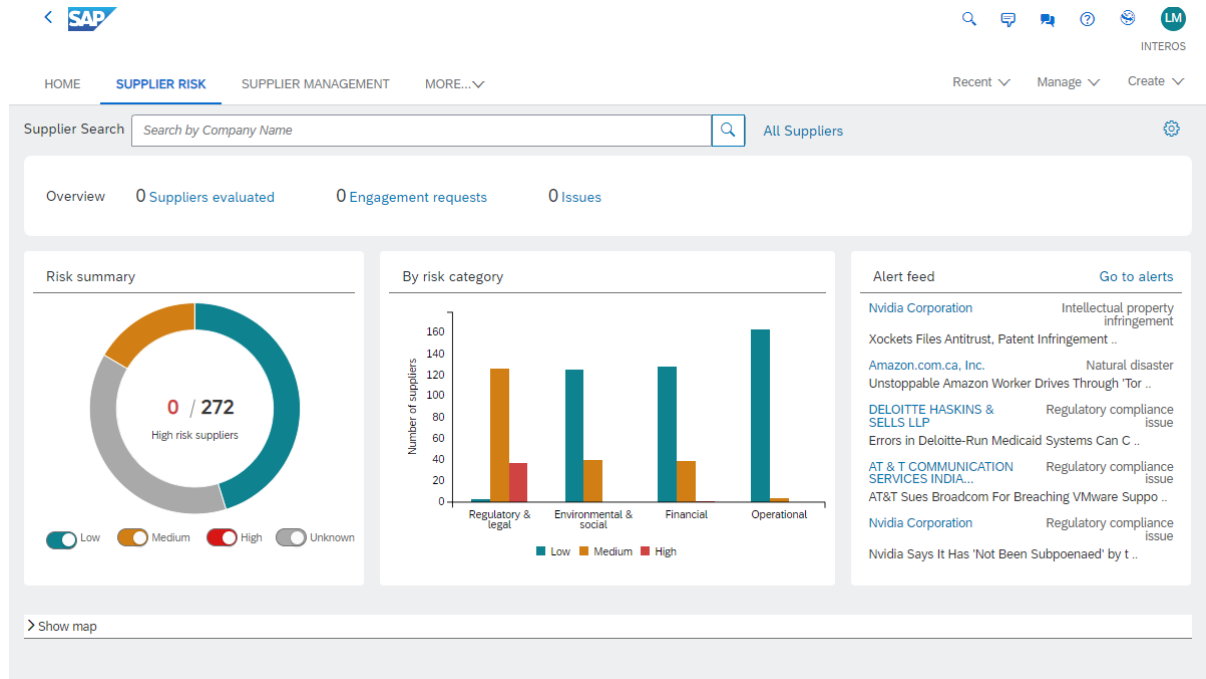 SAP
LM
INTEROS
HOME SUPPLIER RISK SUPPLIER MANAGEMENT MORE... Recent Manage Create
Supplier Search Search by Company Name All Suppliers
Overview 0 Suppliers evaluated 0 Engagement requests 0 Issues
Risk summary
0 / 272
High risk suppliers
Low Medium High Unknown
By risk category
Number of suppliers
160
140
120
100
80
60
40
20
0
Regulatory &
legal
Environmental &
social
Financial
Operational
Low Medium High
Alert feed Go to alerts
Nvidia Corporation Intellectual property
infringement
Xockets Files Antitrust, Patent Infringement ..
Amazon.com.ca, Inc. Natural disaster
Unstoppable Amazon Worker Drives Through 'Tor ..
DELOITTE HASKINS & Regulatory compliance
SELLS LLP issue
Errors in Deloitte-Run Medicaid Systems Can C ..
AT & T COMMUNICATION Regulatory compliance
SERVICES INDIA... issue
AT&T Sues Broadcom For Breaching VMware Suppo ..
Nvidia Corporation Regulatory compliance
issue
Nvidia Says It Has 'Not Been Subpoenaed' by t ..
Show map